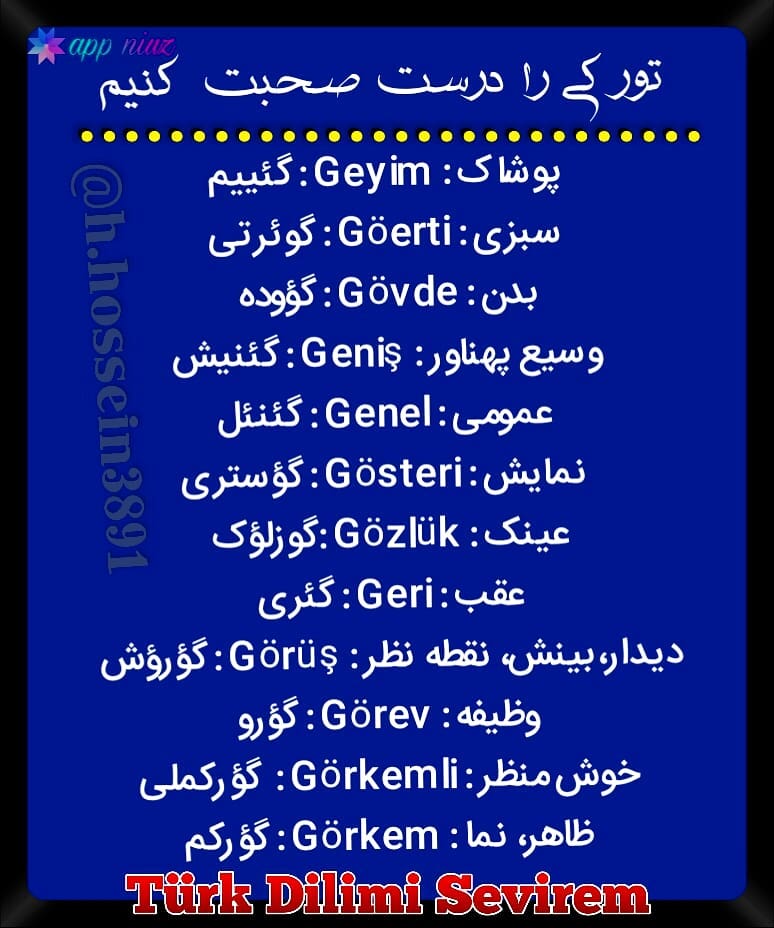 app niuz
تورکی را درست صحبت کنیم
@h.hossein3891
پوشاک: Geyim: گئییم
سبزی: Göerti: گوئرتی
بدن: Gövde: گؤوده
وسیع پهناور: Geniş: گئنیش
عمومی: Genel: گئنئل
نمایش: Gösteri: گؤستری
عینک: Gözlük: گوزلؤک
عقب: Geri: گئری
دیدار،بینش، نقطه نظر: Görüş: گؤرؤش
وظیفه: Görev: گؤرو
خوش منظر: Görkemli: گؤرکملی
ظاهر، نما: Görkem: گؤرکم
Türk Dilimi Sevirem